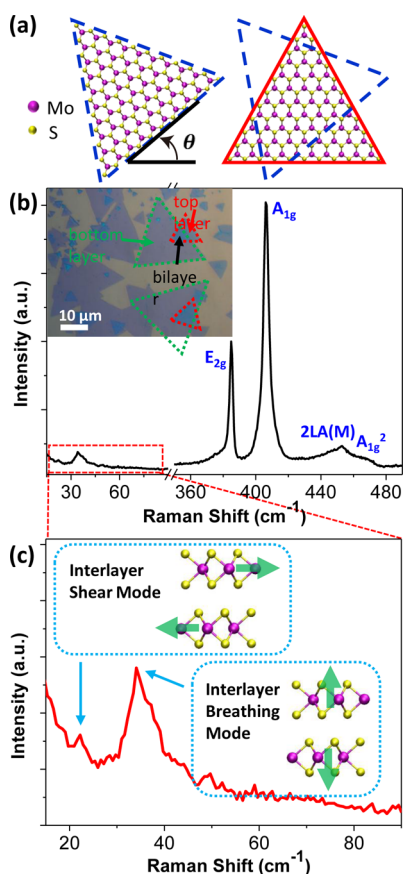 (a)
Mo
S
θ
(b)
Intensity (a.u.)
top
layer
bottom
layer
bilaye
r
10 μm
E2g
A1g
2LA(M)
A1g²
30 60 360 400 440 480
Raman Shift (cm⁻¹)
(c)
Intensity (a.u.)
Interlayer
Shear Mode
Interlayer
Breathing
Mode
20 40 60 80
Raman Shift (cm⁻¹)